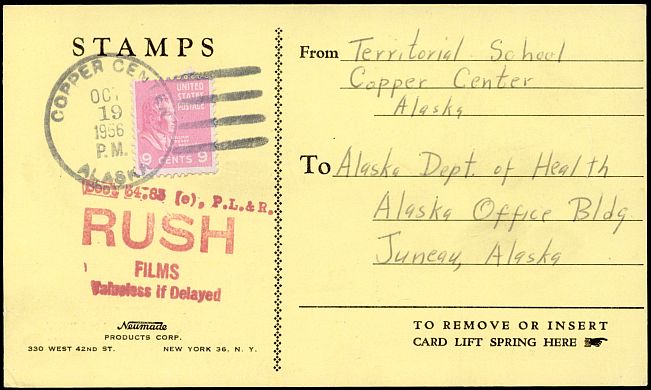 STAMPS
COPPER CENTER
OCT
19
1956
P.M.
ALASKA
UNITED
STATES
POSTAGE
9 CENTS 9
34.83 (e), P.L.&R.
RUSH
FILMS
Valueless if Delayed
Neumade
PRODUCTS CORP.
330 WEST 42ND ST. NEW YORK 36, N. Y.
From Territorial School
Copper Center
Alaska
To Alaska Dept. of Health
Alaska Office Bldg
Juneau, Alaska
TO REMOVE OR INSERT
CARD LIFT SPRING HERE